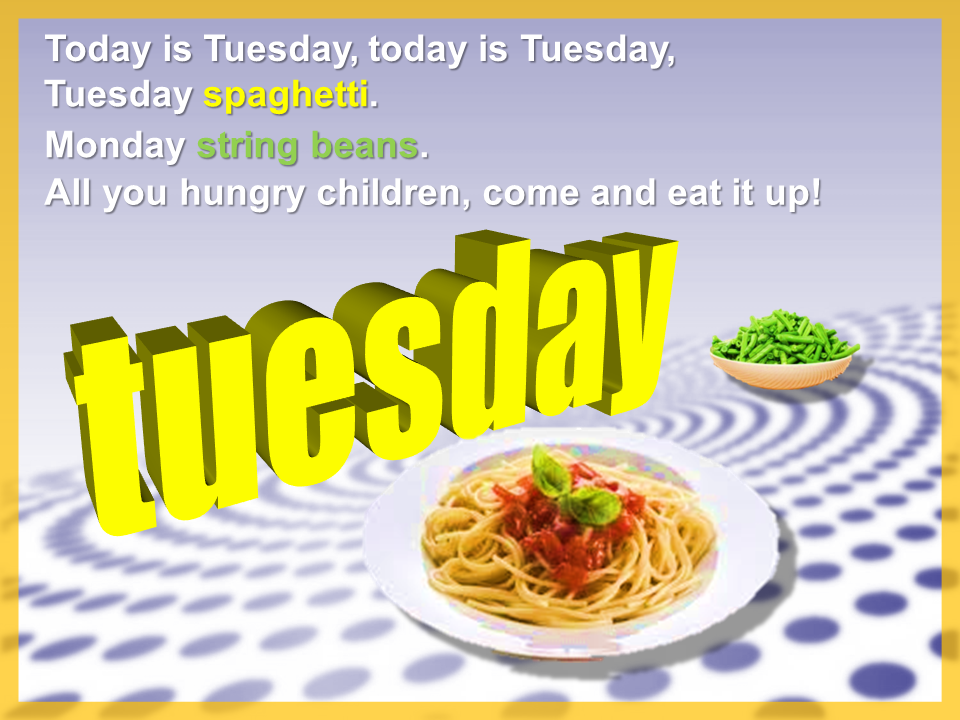 Today is Tuesday, today is Tuesday,
Tuesday spaghetti.
Monday string beans.
All you hungry children, come and eat it up!
tuesday